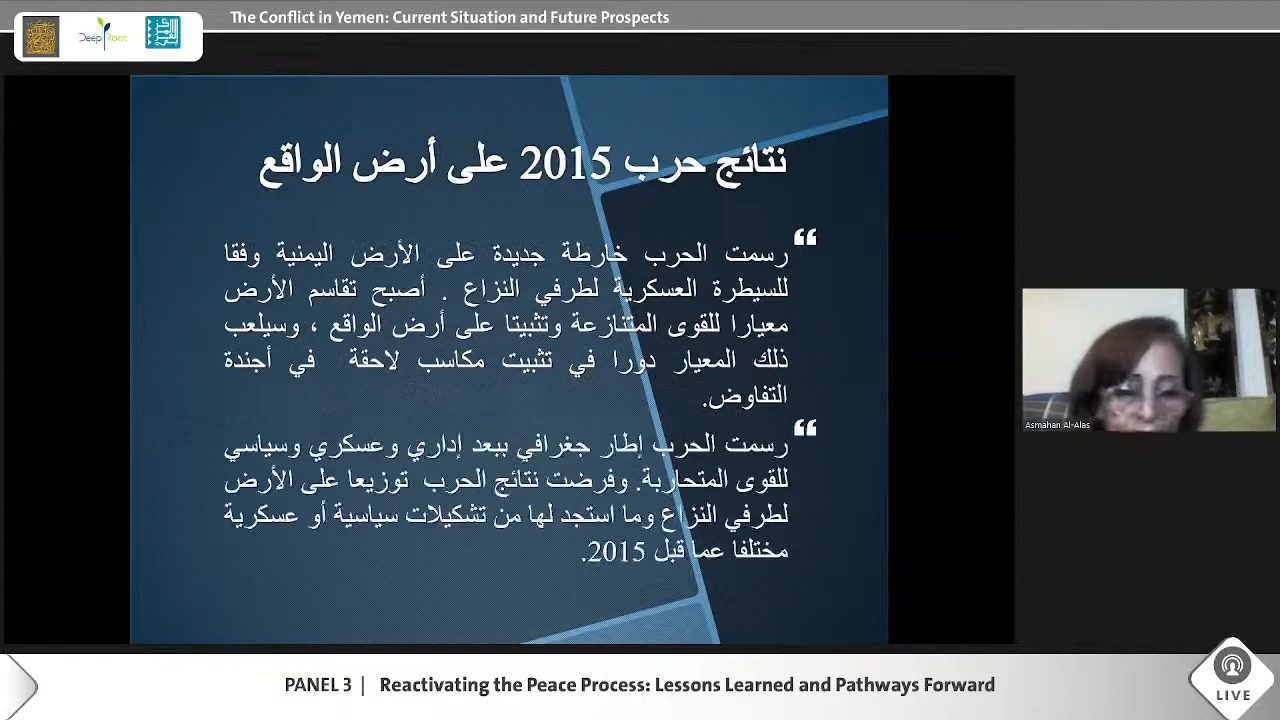 The Conflict in Yemen: Current Situation and Future Prospects
Deep Root
نتائج حرب 2015 على أرض الواقع
رسمت الحرب خارطة جديدة على الأرض اليمنية وفقا
للسيطرة العسكرية لطرفي النزاع . أصبح تقاسم الأرض
معيارا للقوى المتنازعة وتثبيتا على أرض الواقع ، وسيلعب
ذلك المعيار دورا في تثبيت مكاسب لاحقة في أجندة
التفاوض.
رسمت الحرب إطار جغرافي ببعد إداري وعسكري وسياسي
للقوى المتحاربة. وفرضت نتائج الحرب توزيعا على الأرض
لطرفي النزاع وما استجد لها من تشكيلات سياسية أو عسكرية
مختلفا عما قبل 2015.
Asmahan Al-Alas
PANEL 3 | Reactivating the Peace Process: Lessons Learned and Pathways Forward
LIVE